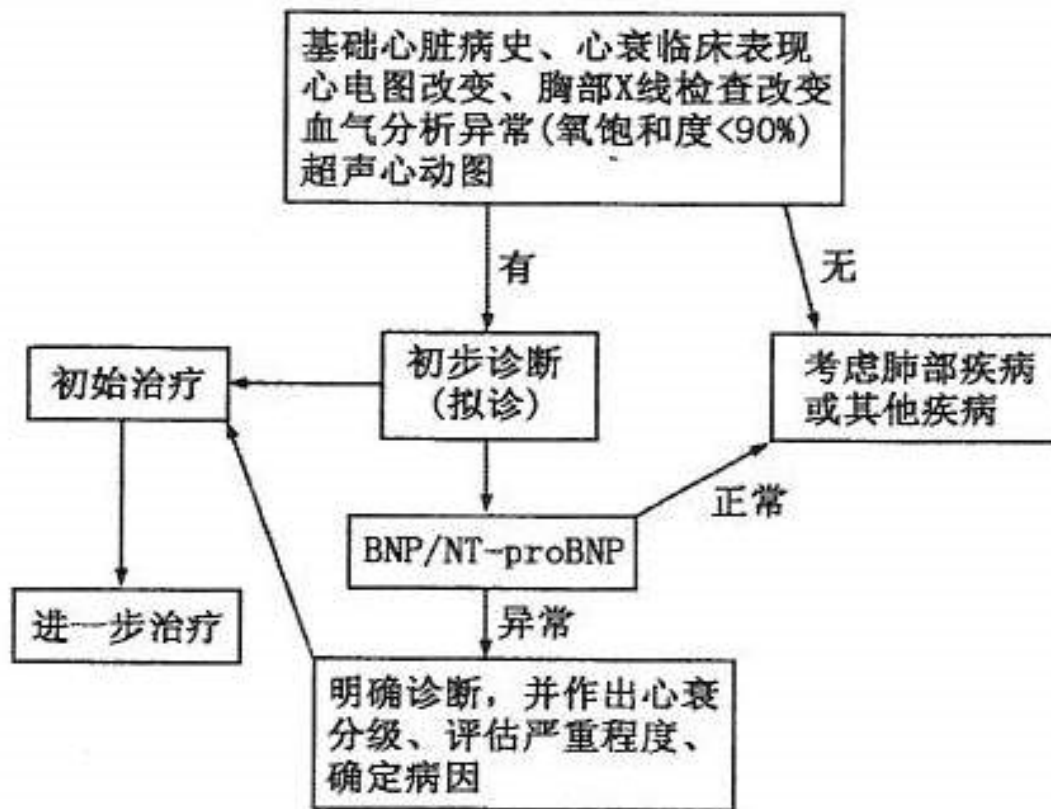 基础心脏病史、心衰临床表现
心电图改变、胸部X线检查改变
血气分析异常(氧饱和度<90%)
超声心动图
有
无
初始治疗
初步诊断
(拟诊)
考虑肺部疾病
或其他疾病
正常
BNP/NT-proBNP
进一步治疗
异常
明确诊断，并作出心衰
分级、评估严重程度、
确定病因